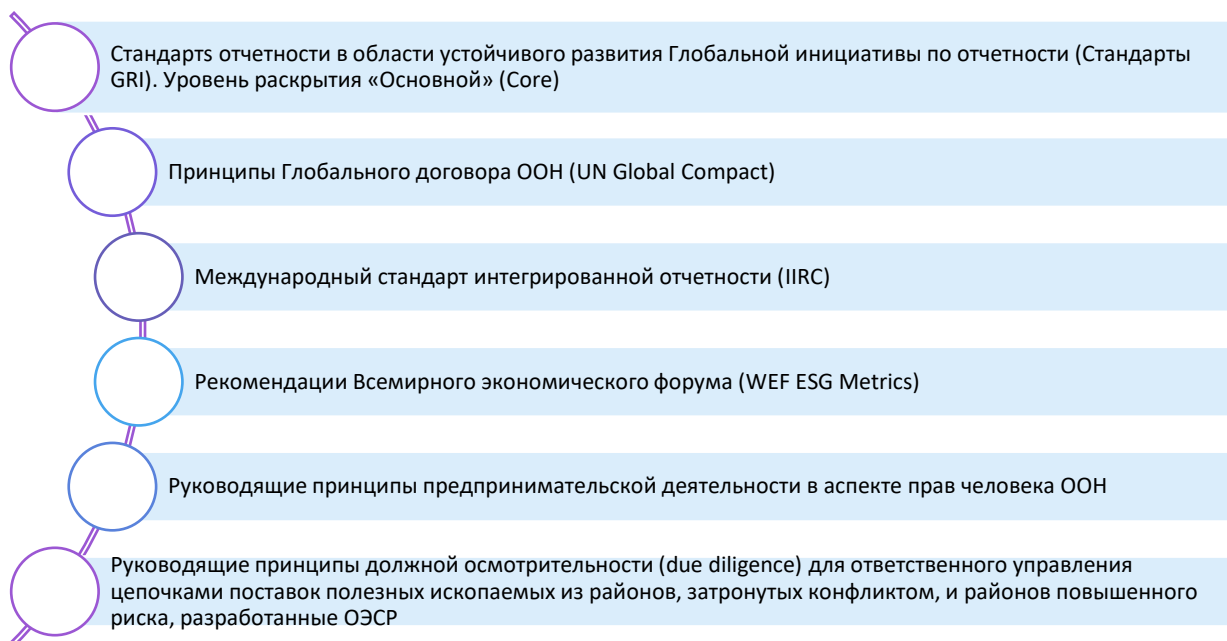 Стандартs отчетности в области устойчивого развития Глобальной инициативы по отчетности (Стандарты
GRI). Уровень раскрытия «Основной» (Core)
Принципы Глобального договора ООН (UN Global Compact)
Международный стандарт интегрированной отчетности (IIRC)
Рекомендации Всемирного экономического форума (WEF ESG Metrics)
Руководящие принципы предпринимательской деятельности в аспекте прав человека ООН
Руководящие принципы должной осмотрительности (due diligence) для ответственного управления
цепочками поставок полезных ископаемых из районов, затронутых конфликтом, и районов повышенного
риска, разработанные ОЭСР